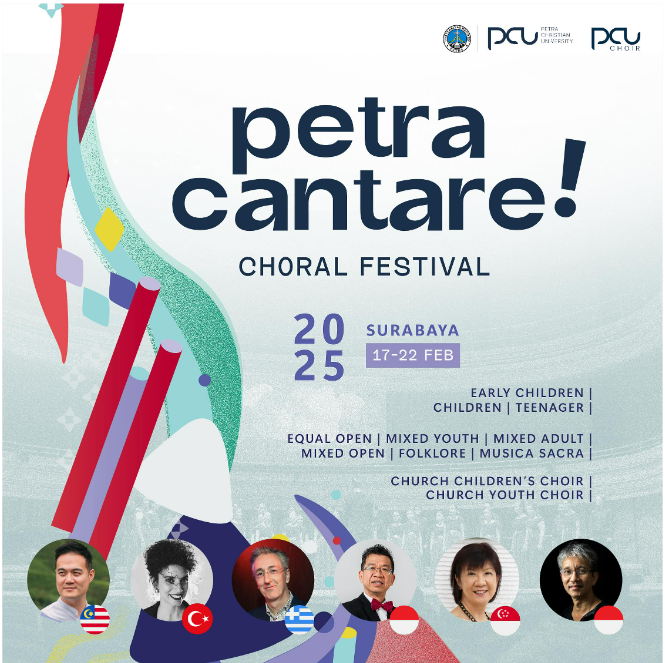 PCU
PETRA
CHRISTIAN
UNIVERSITY
PCU
CHOIR
petra
cantare!
CHORAL FESTIVAL
20
25
SURABAYA
17-22 FEB
EARLY CHILDREN |
CHILDREN | TEENAGER |
EQUAL OPEN | MIXED YOUTH | MIXED ADULT |
MIXED OPEN | FOLKLORE | MUSICA SACRA |
CHURCH CHILDREN'S CHOIR |
CHURCH YOUTH CHOIR |